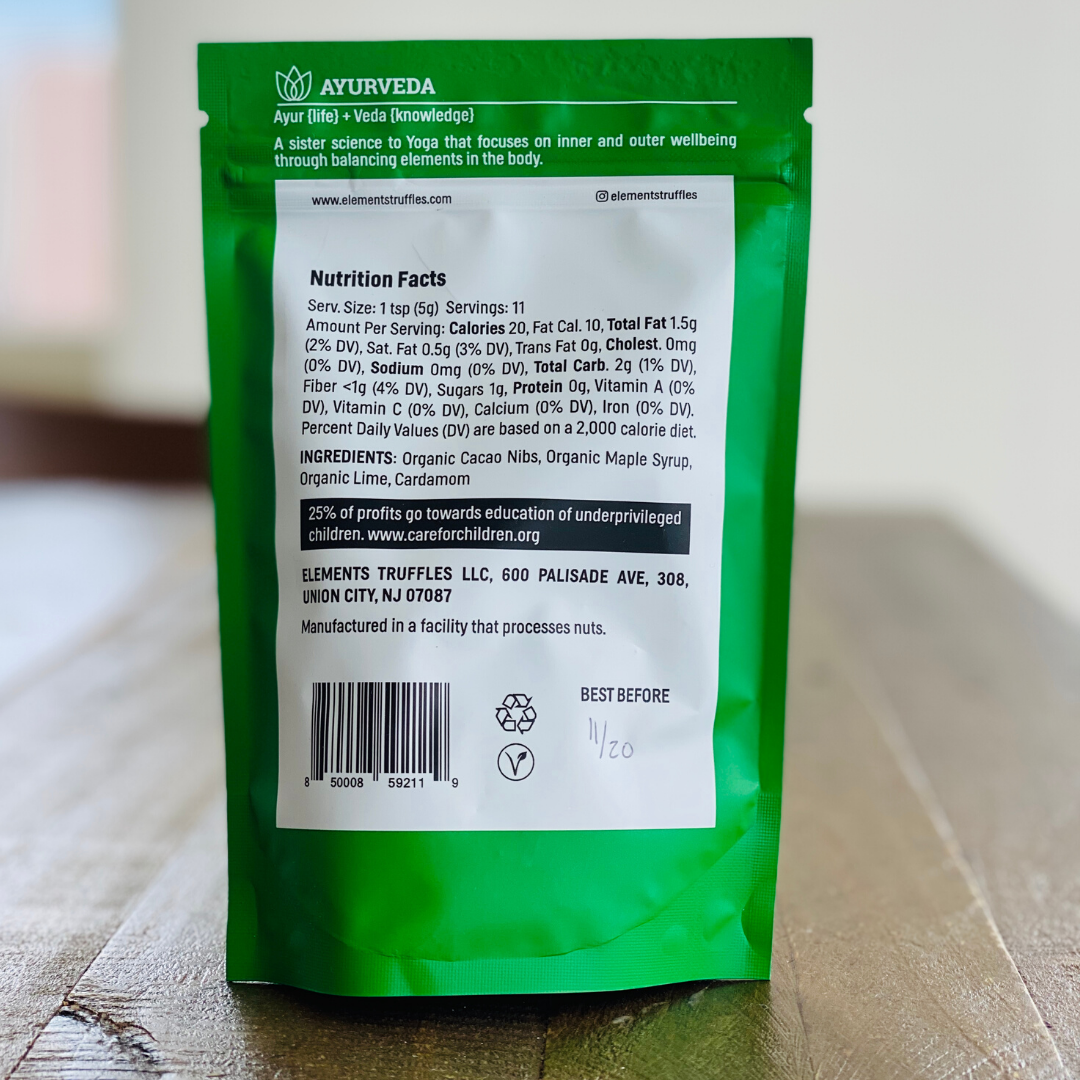 AYURVEDA
Ayur {life} + Veda {knowledge}
A sister science to Yoga that focuses on inner and outer wellbeing
through balancing elements in the body.
www.elementstruffles.com elementstruffles
Nutrition Facts
Serv. Size: 1 tsp (5g) Servings: 11
Amount Per Serving: Calories 20, Fat Cal. 10, Total Fat 1.5g
(2% DV), Sat. Fat 0.5g (3% DV), Trans Fat 0g, Cholest. 0mg
(0% DV), Sodium 0mg (0% DV), Total Carb. 2g (1% DV),
Fiber <1g (4% DV), Sugars 1g, Protein 0g, Vitamin A (0%
DV), Vitamin C (0% DV), Calcium (0% DV), Iron (0% DV).
Percent Daily Values (DV) are based on a 2,000 calorie diet.
INGREDIENTS: Organic Cacao Nibs, Organic Maple Syrup,
Organic Lime, Cardamom
25% of profits go towards education of underprivileged
children. www.careforchildren.org
ELEMENTS TRUFFLES LLC, 600 PALISADE AVE, 308,
UNION CITY, NJ 07087
Manufactured in a facility that processes nuts.
BEST BEFORE
11/20
8 50008 59211 9